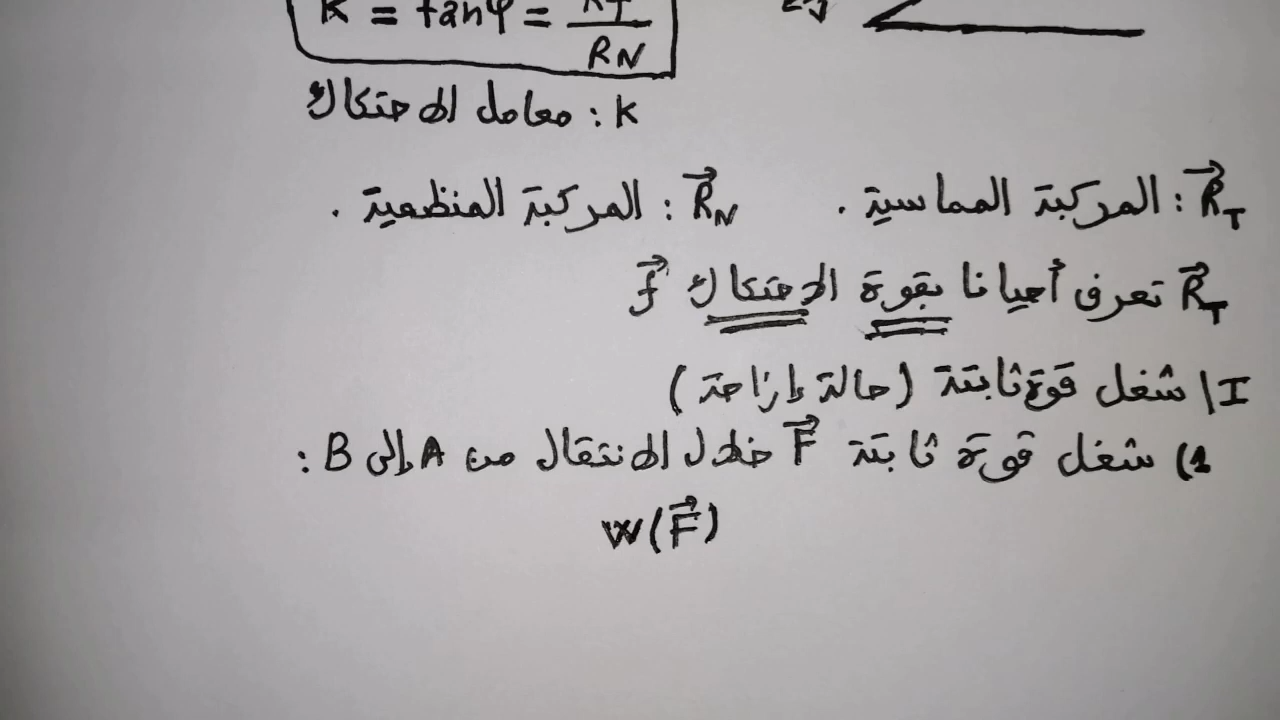 K = tanφ = RT / RN
K : معامل الاحتكاك
R⃗T : المركبة المماسية . R⃗N : المركبة المنظمية .
R⃗T تعرف أحيانا بقوة الاحتكاك f⃗
I\ شغل قوة ثابتة (حالة إزاحة)
1) شغل قوة ثابتة F⃗ خلال الانتقال من A إلى B :
W(F⃗)